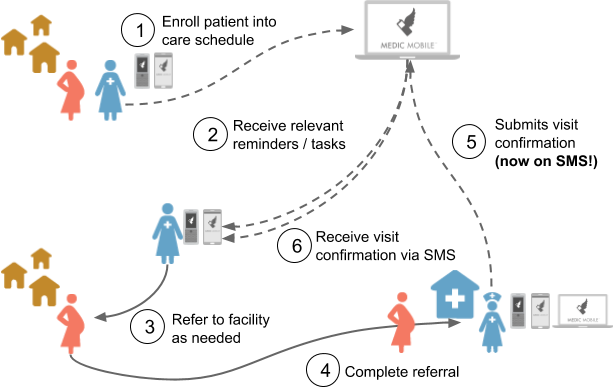 1
Enroll patient into
care schedule
MEDIC MOBILE
2
Receive relevant
reminders / tasks
5
Submits visit
confirmation
(now on SMS!)
6
Receive visit
confirmation via SMS
3
Refer to facility
as needed
MEDIC MOBILE
4
Complete referral